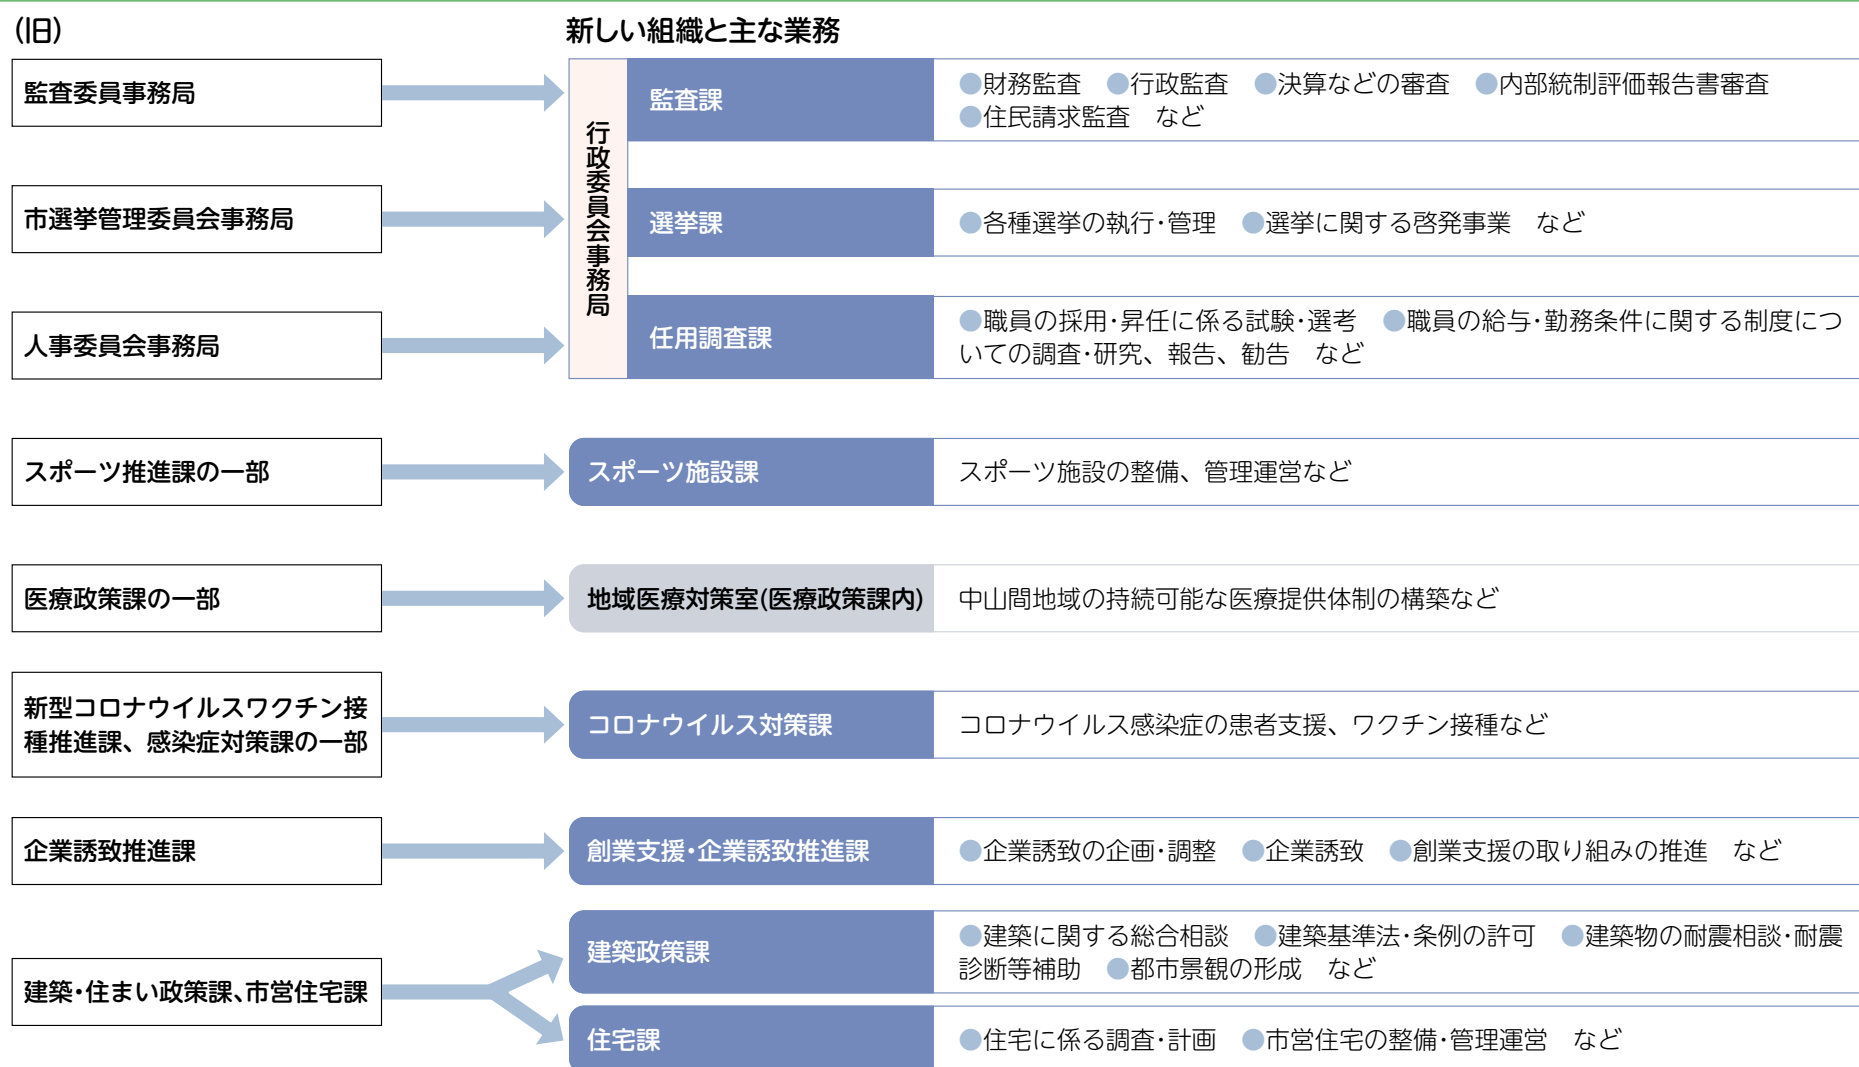 (旧)
新しい組織と主な業務
監査委員事務局
行政委員会事務局
監査課
●財務監査　●行政監査　●決算などの審査　●内部統制評価報告書審査
●住民請求監査　など
市選挙管理委員会事務局
選挙課
●各種選挙の執行・管理　●選挙に関する啓発事業　など
人事委員会事務局
任用調査課
●職員の採用・昇任に係る試験・選考　●職員の給与・勤務条件に関する制度につ
いての調査・研究、報告、勧告　など
スポーツ推進課の一部
スポーツ施設課
スポーツ施設の整備、管理運営など
医療政策課の一部
地域医療対策室(医療政策課内)
中山間地域の持続可能な医療提供体制の構築など
新型コロナウイルスワクチン接
種推進課、感染症対策課の一部
コロナウイルス対策課
コロナウイルス感染症の患者支援、ワクチン接種など
企業誘致推進課
創業支援・企業誘致推進課
●企業誘致の企画・調整　●企業誘致　●創業支援の取り組みの推進　など
建築・住まい政策課、市営住宅課
建築政策課
●建築に関する総合相談　●建築基準法・条例の許可　●建築物の耐震相談・耐震
診断等補助　●都市景観の形成　など
住宅課
●住宅に係る調査・計画　●市営住宅の整備・管理運営　など